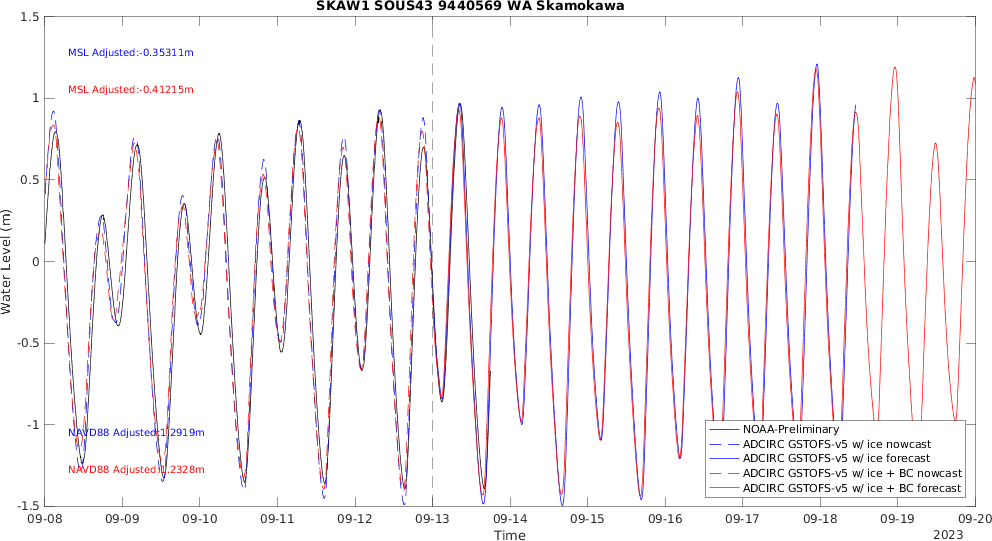 SKAW1 SOUS43 9440569 WA Skamokawa
1.5
1
0.5
0
-0.5
-1
-1.5
Water Level (m)
MSL Adjusted:-0.35311m
MSL Adjusted:-0.41215m
NAVD88 Adjusted:1.2919m
NAVD88 Adjusted:1.2328m
NOAA-Preliminary
ADCIRC GSTOFS-v5 w/ ice nowcast
ADCIRC GSTOFS-v5 w/ ice forecast
ADCIRC GSTOFS-v5 w/ ice + BC nowcast
ADCIRC GSTOFS-v5 w/ ice + BC forecast
09-08 09-09 09-10 09-11 09-12 09-13 09-14 09-15 09-16 09-17 09-18 09-19 09-20
Time
2023